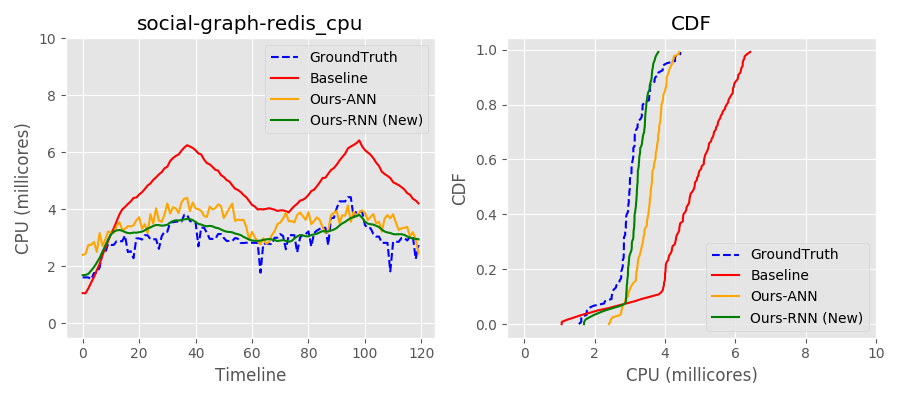 social-graph-redis_cpu
10
8
6
4
2
0
CPU (millicores)
GroundTruth
Baseline
Ours-ANN
Ours-RNN (New)
0 20 40 60 80 100 120
Timeline
CDF
1.0
0.8
0.6
0.4
0.2
0.0
CDF
GroundTruth
Baseline
Ours-ANN
Ours-RNN (New)
0 2 4 6 8 10
CPU (millicores)